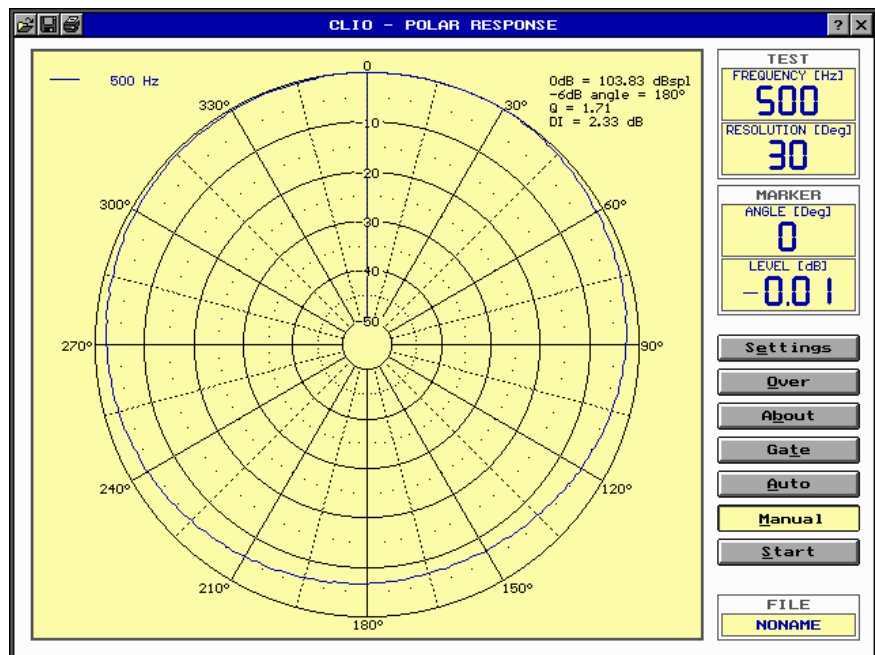 CLIO - POLAR RESPONSE
?
500 Hz
0dB = 103.83 dBspl
-6dB angle = 180°
Q = 1.71
DI = 2.33 dB
0
30°
60°
90°
120°
150°
180°
210°
240°
270°
300°
330°
-10
-20
-30
-40
-50
TEST
FREQUENCY [Hz]
500
RESOLUTION [Deg]
30
MARKER
ANGLE [Deg]
0
LEVEL [dB]
-0.01
Settings
Over
About
Gate
Auto
Manual
Start
FILE
NONAME